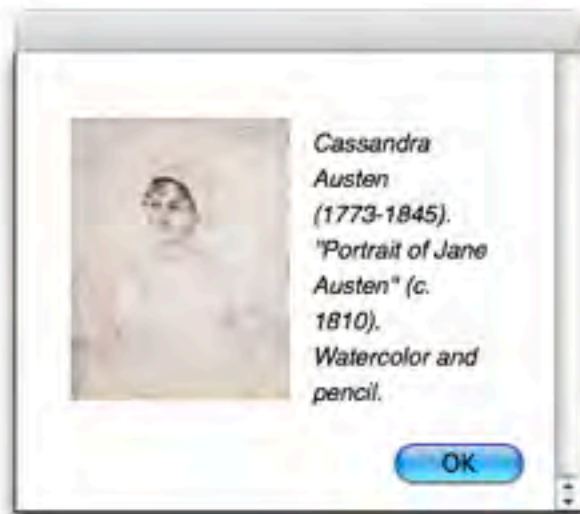 Cassandra
Austen
(1773-1845).
"Portrait of Jane
Austen" (c.
1810).
Watercolor and
pencil.
OK